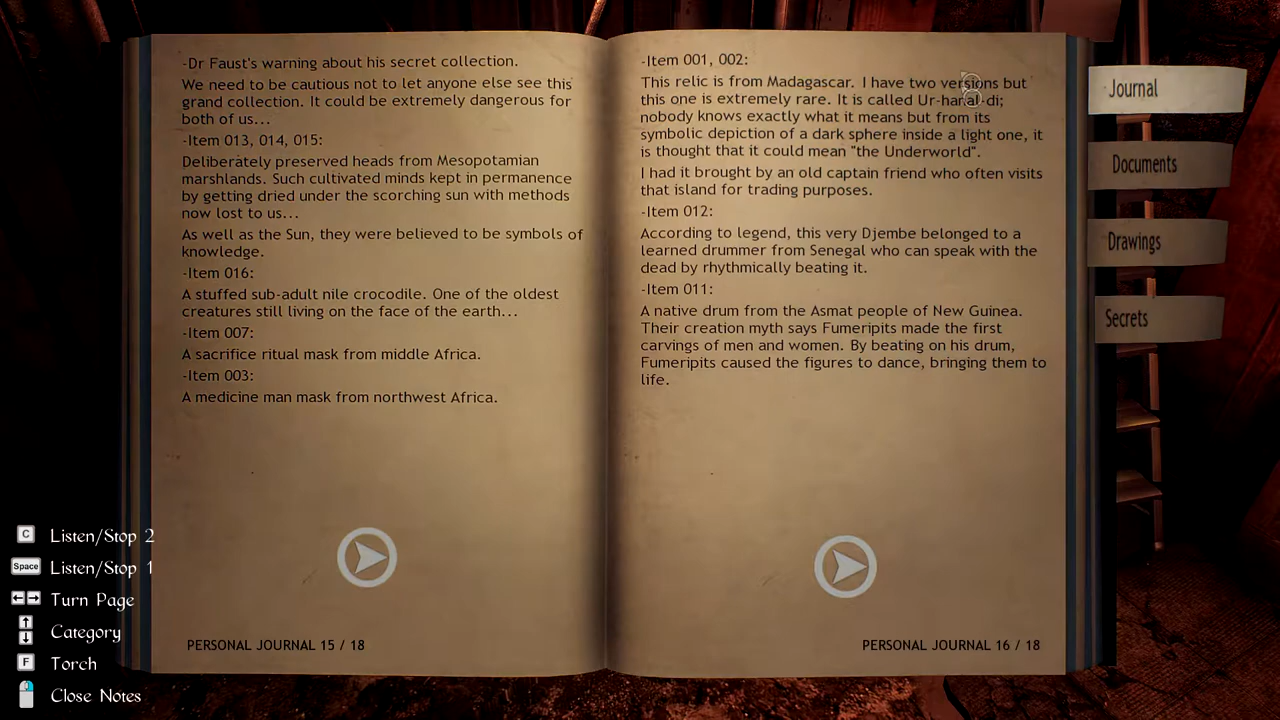 -Dr Faust's warning about his secret collection.
We need to be cautious not to let anyone else see this
grand collection. It could be extremely dangerous for
both of us...
-Item 013, 014, 015:
Deliberately preserved heads from Mesopotamian
marshlands. Such cultivated minds kept in permanence
by getting dried under the scorching sun with methods
now lost to us...
As well as the Sun, they were believed to be symbols of
knowledge.
-Item 016:
A stuffed sub-adult nile crocodile. One of the oldest
creatures still living on the face of the earth...
-Item 007:
A sacrifice ritual mask from middle Africa.
-Item 003:
A medicine man mask from northwest Africa.
PERSONAL JOURNAL 15 / 18
-Item 001, 002:
This relic is from Madagascar. I have two versions but
this one is extremely rare. It is called Ur-haral-di;
nobody knows exactly what it means but from its
symbolic depiction of a dark sphere inside a light one, it
is thought that it could mean "the Underworld".
I had it brought by an old captain friend who often visits
that island for trading purposes.
-Item 012:
According to legend, this very Djembe belonged to a
learned drummer from Senegal who can speak with the
dead by rhythmically beating it.
-Item 011:
A native drum from the Asmat people of New Guinea.
Their creation myth says Fumeripits made the first
carvings of men and women. By beating on his drum,
Fumeripits caused the figures to dance, bringing them to
life.
PERSONAL JOURNAL 16 / 18
Journal
Documents
Drawings
Secrets
C Listen/Stop 2
Space Listen/Stop 1
←→ Turn Page
↑↓ Category
F Torch
Close Notes